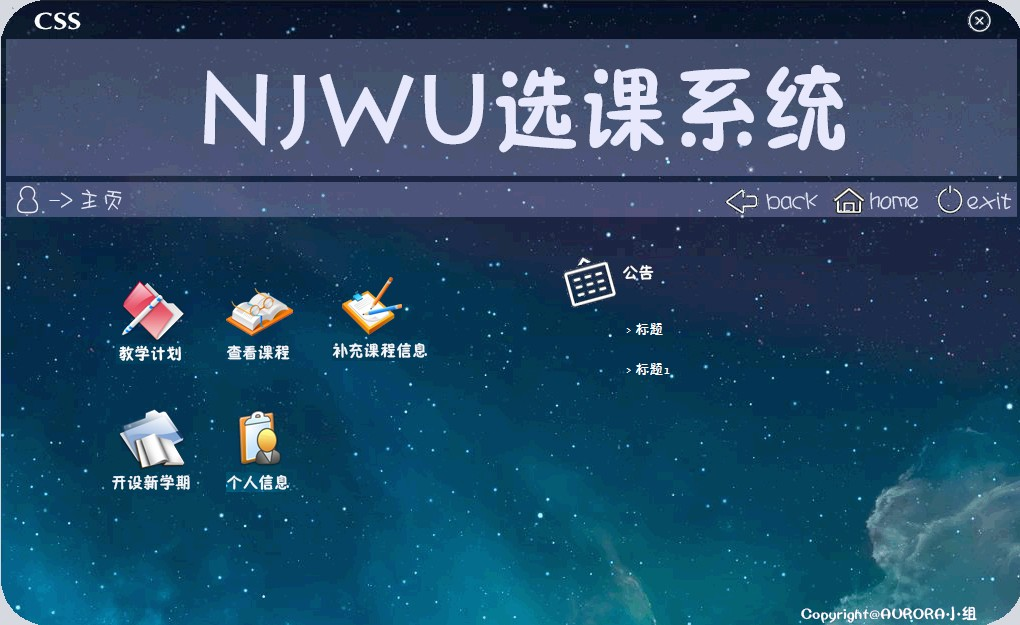 CSS
NJWU选课系统
-> 主页
back
home
exit
公告
› 标题
› 标题1
教学计划
查看课程
补充课程信息
开设新学期
个人信息
Copyright@AURORA小组